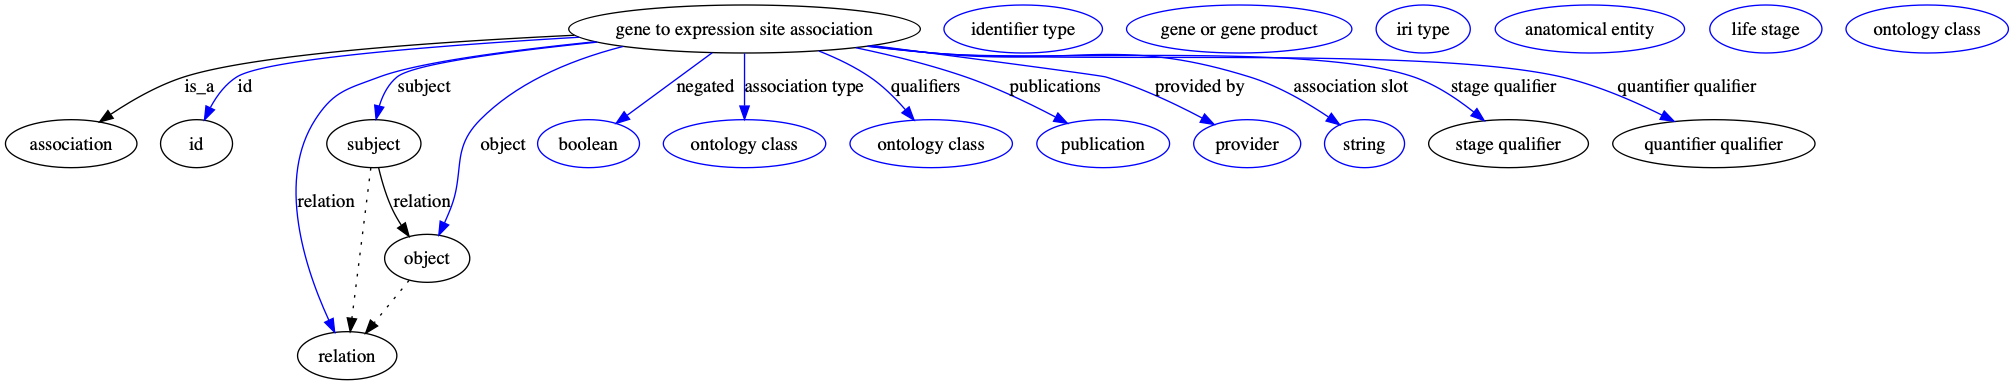 gene to expression site association
identifier type
gene or gene product
iri type
anatomical entity
life stage
ontology class
is_a
id
subject
object
negated
association type
qualifiers
publications
provided by
association slot
stage qualifier
quantifier qualifier
association
id
subject
boolean
ontology class
ontology class
publication
provider
string
stage qualifier
quantifier qualifier
relation
relation
object
relation